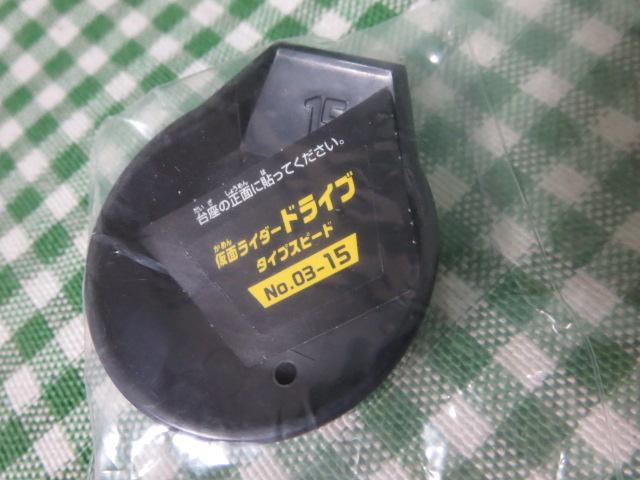 15
台座の正面に貼ってください。
仮面ライダードライブ
タイプスピード
No.03-15